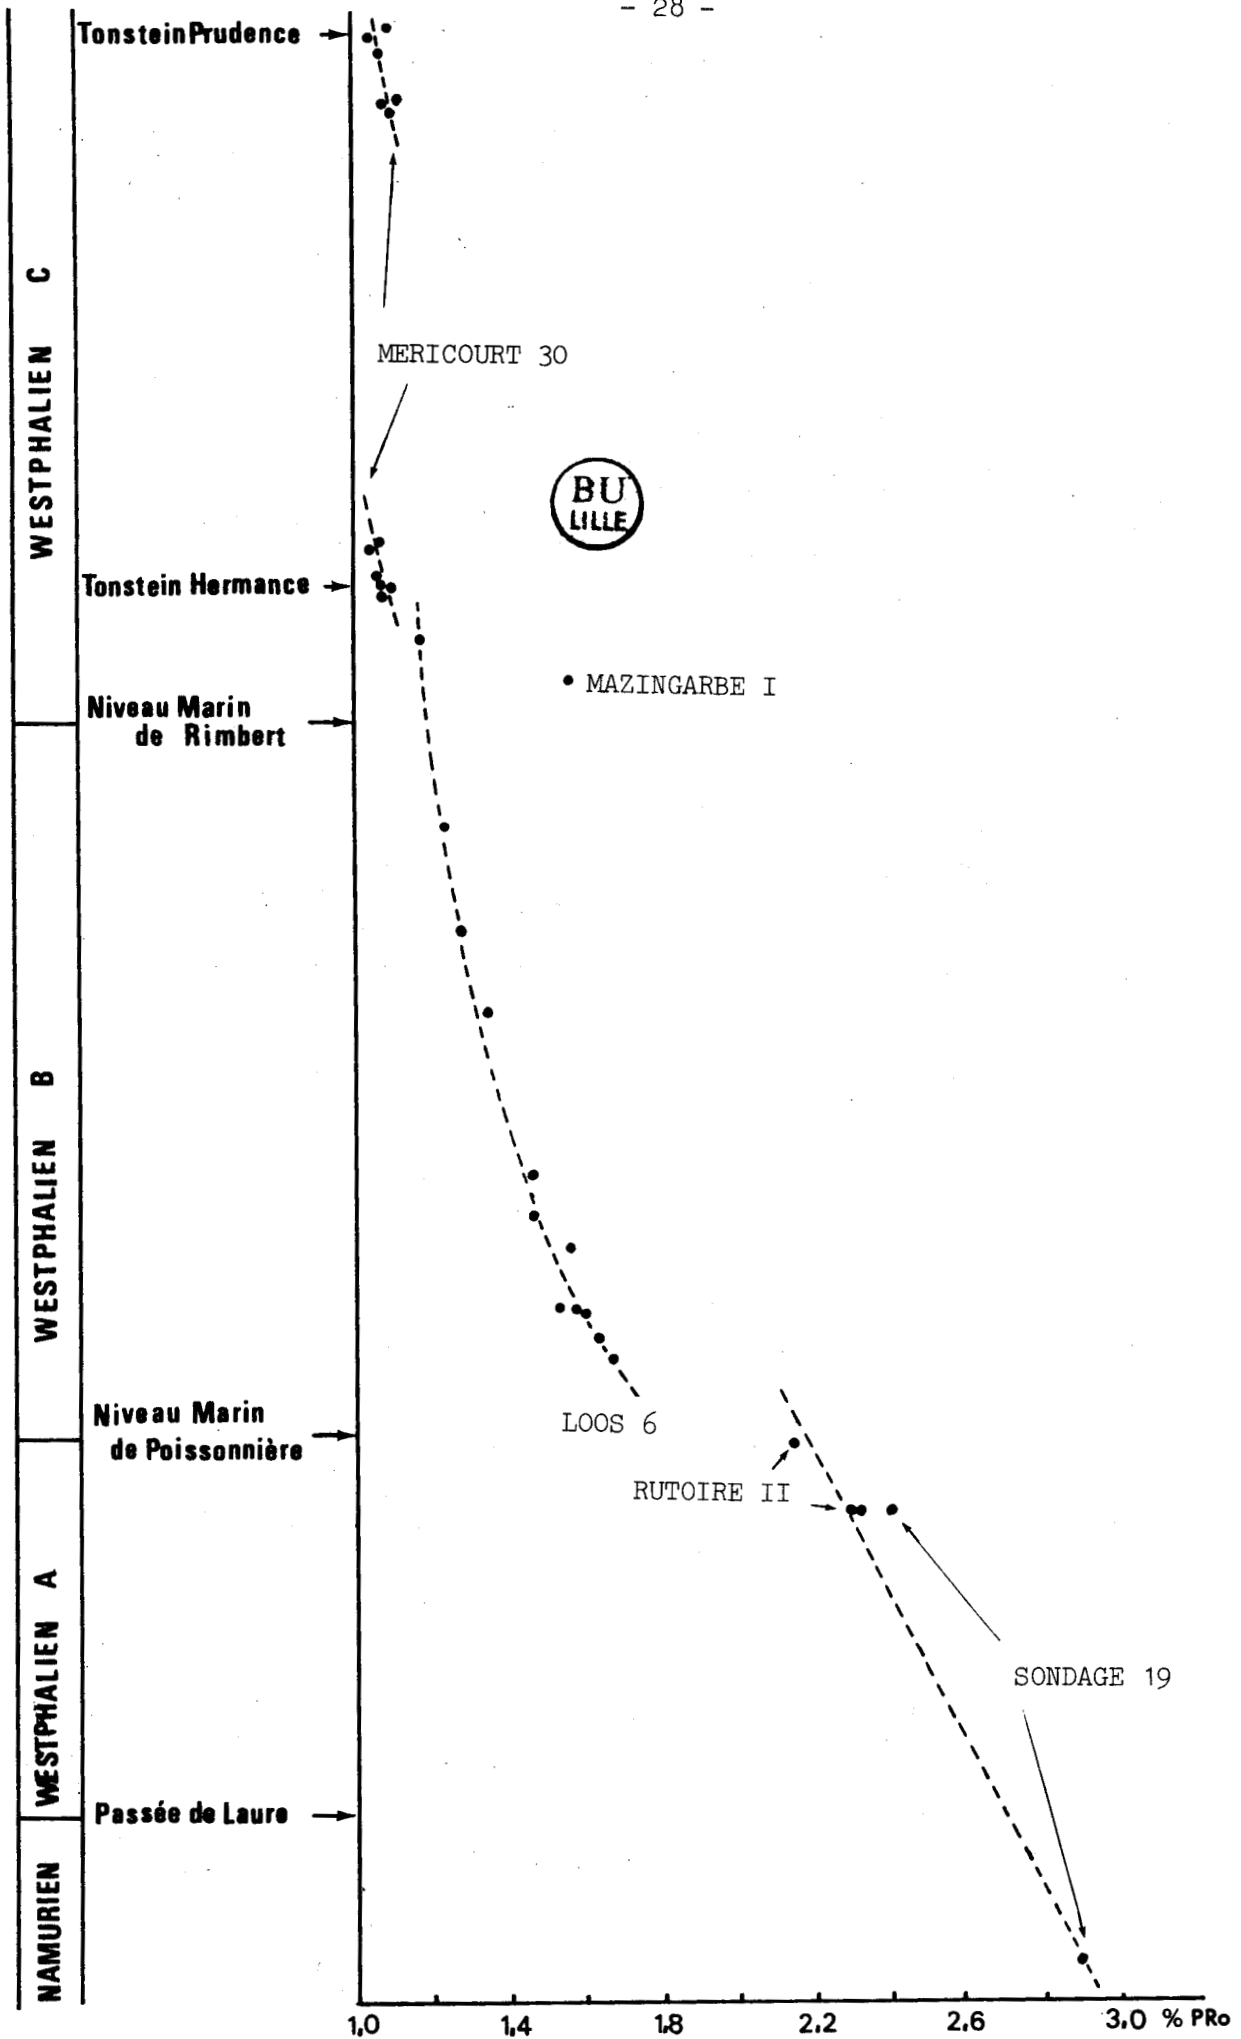 - 28 -
Tonstein Prudence
WESTPHALIEN C
MERICOURT 30
BU
LILLE
Tonstein Hermance
MAZINGARBE I
Niveau Marin
de Rimbert
WESTPHALIEN B
Niveau Marin
de Poissonnière
LOOS 6
RUTOIRE II
WESTPHALIEN A
SONDAGE 19
Passée de Laure
NAMURIEN
1,0 1,4 1,8 2,2 2,6 3,0 % PRo